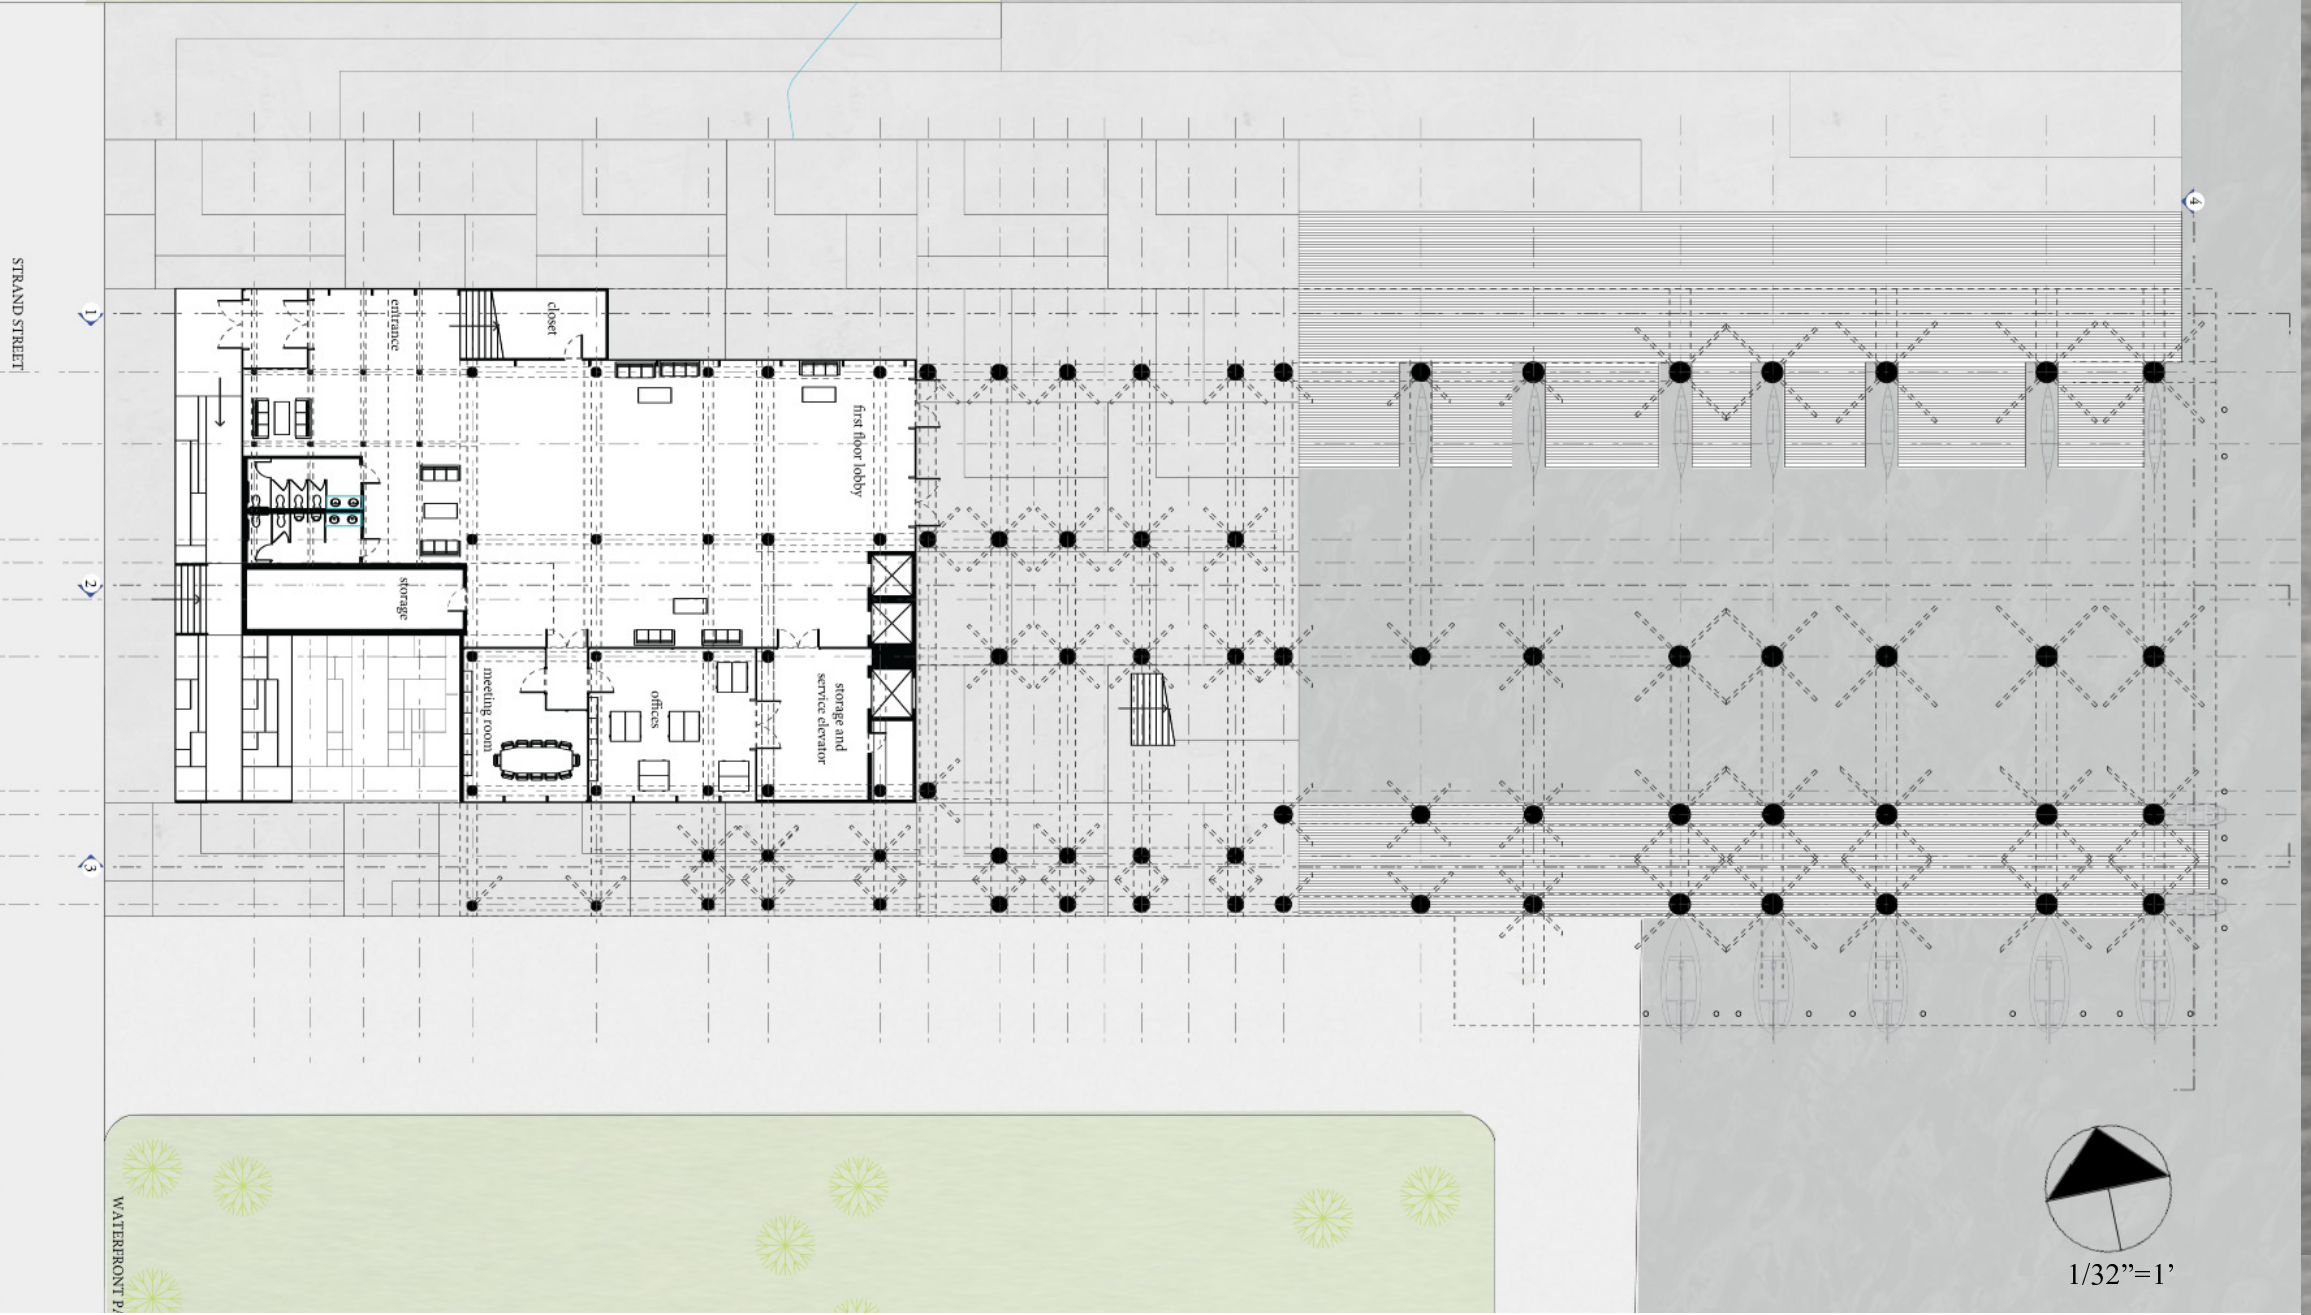 STRAND STREET
1
2
3
4
entrance
closet
first floor lobby
storage
meeting room
offices
storage and
service elevator
WATERFRONT PA
1/32”=1’